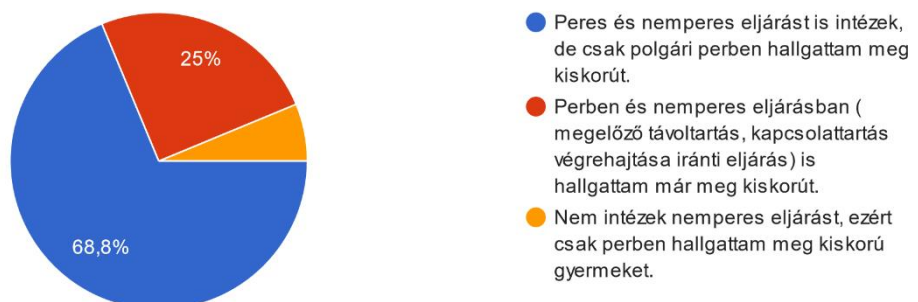 25%
68,8%
Peres és nemperes eljárást is intézek,
de csak polgári perben hallgattam meg
kiskorút.
Perben és nemperes eljárásban (
megelőző távoltartás, kapcsolattartás
végrehajtása iránti eljárás) is
hallgattam már meg kiskorút.
Nem intézek nemperes eljárást, ezért
csak perben hallgattam meg kiskorú
gyermeket.